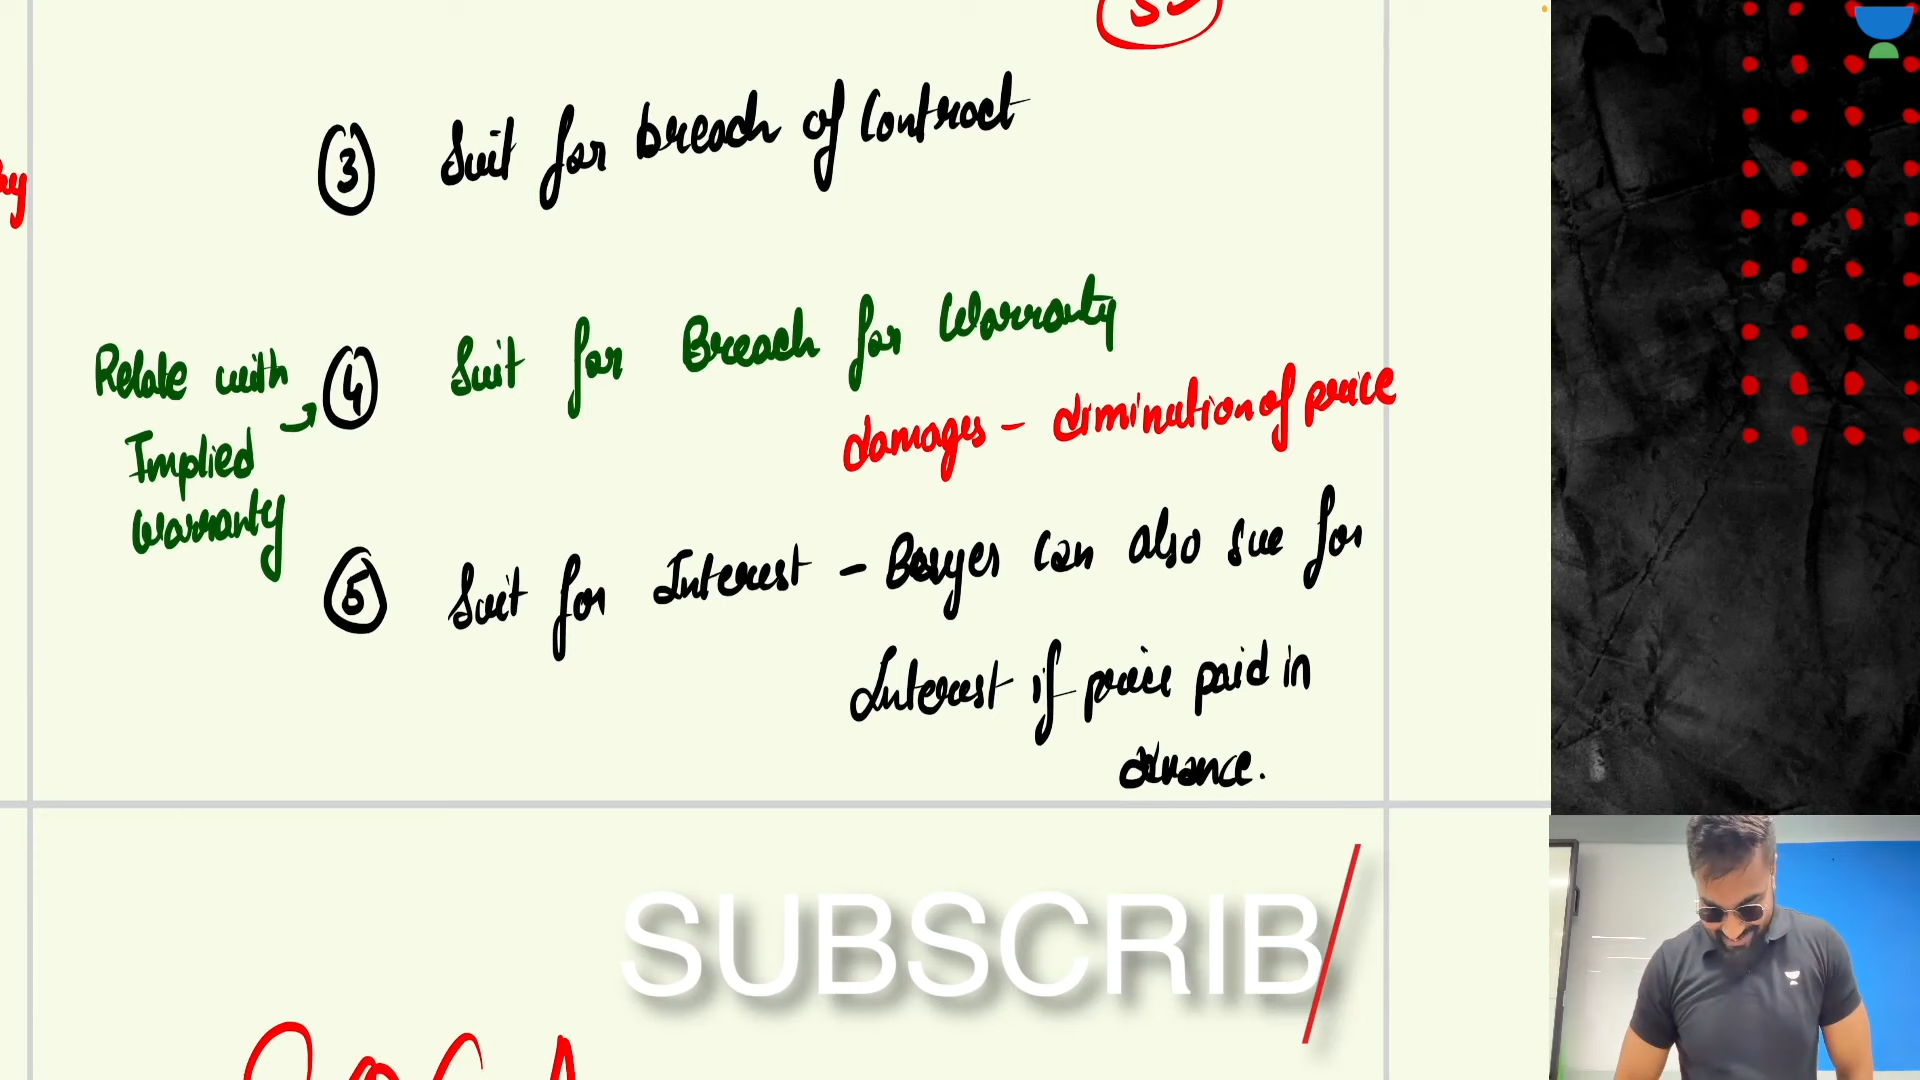 3 Suit for breach of Contract
4 Suit for Breach for Warranty
Relate with
Implied
Warranty
damages - diminution of price
5 Suit for Interest - Buyer can also sue for
Interest if price paid in
advance.
SUBSCRIB